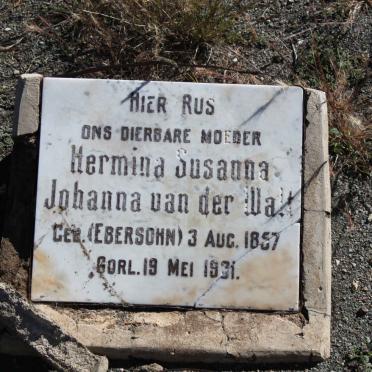 HIER RUS
ONS DIERBARE MOEDER
Hermina Susanna
Johanna van der Walt
GEB. (EBERSOHN) 3 AUG. 1857
GORL. 19 MEI 1931.